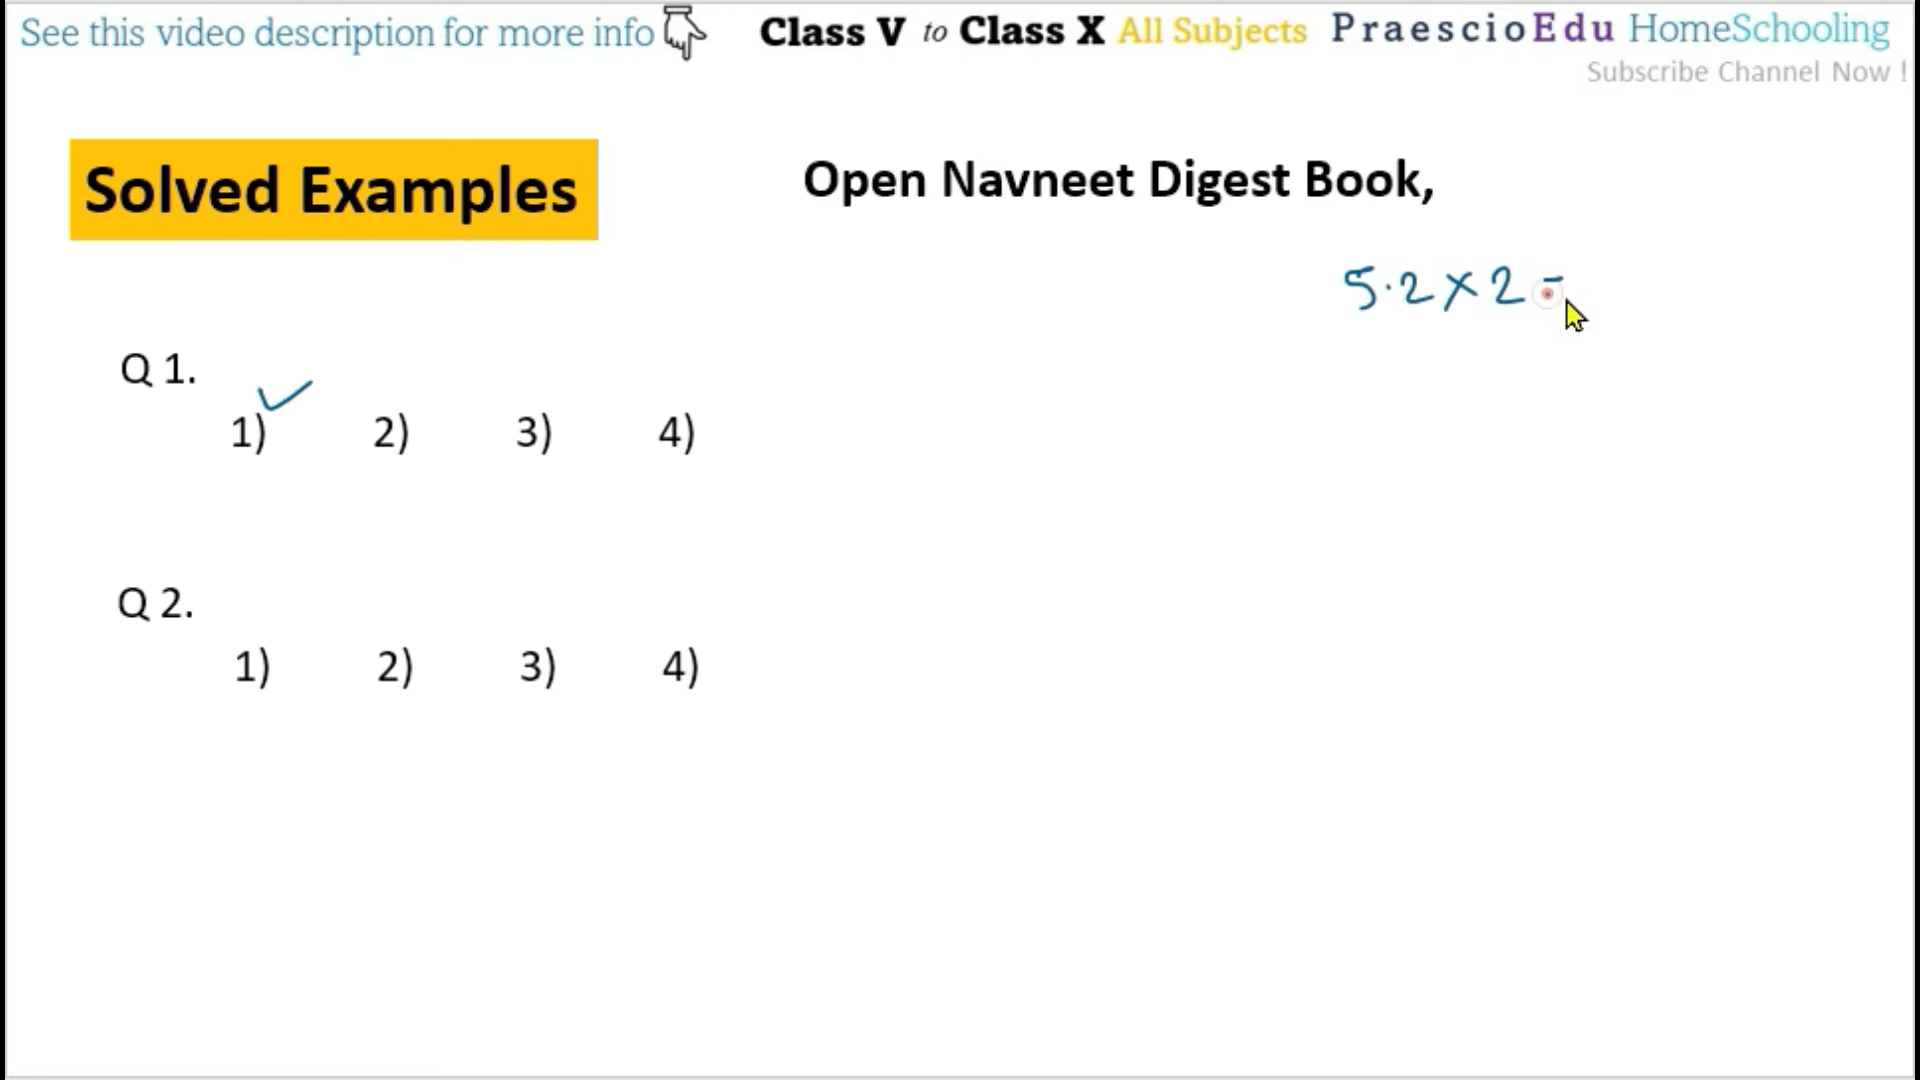 See this video description for more info Class V to Class X All Subjects PraescioEdu HomeSchooling
Subscribe Channel Now !
Solved Examples
Open Navneet Digest Book,
5.2 × 2 =
Q 1.
1) 2) 3) 4)
Q 2.
1) 2) 3) 4)